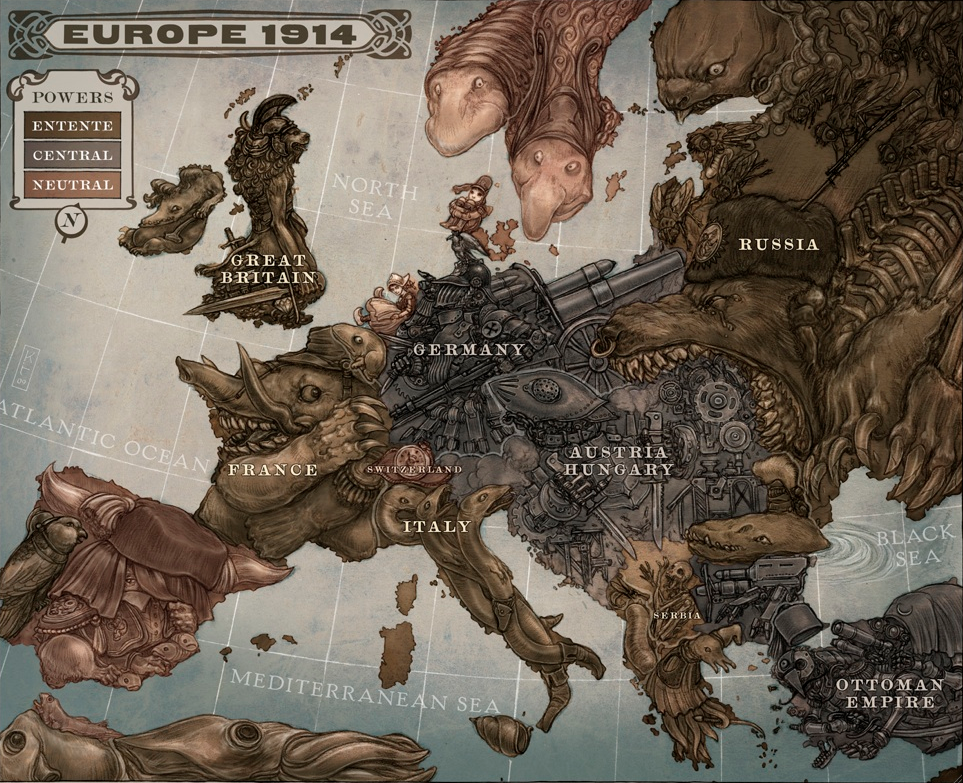 EUROPE 1914
POWERS
ENTENTE
CENTRAL
NEUTRAL
N
NORTH
SEA
GREAT
BRITAIN
RUSSIA
GERMANY
ATLANTIC OCEAN
FRANCE
SWITZERLAND
AUSTRIA
HUNGARY
ITALY
BLACK
SEA
SERBIA
MEDITERRANEAN SEA
OTTOMAN
EMPIRE